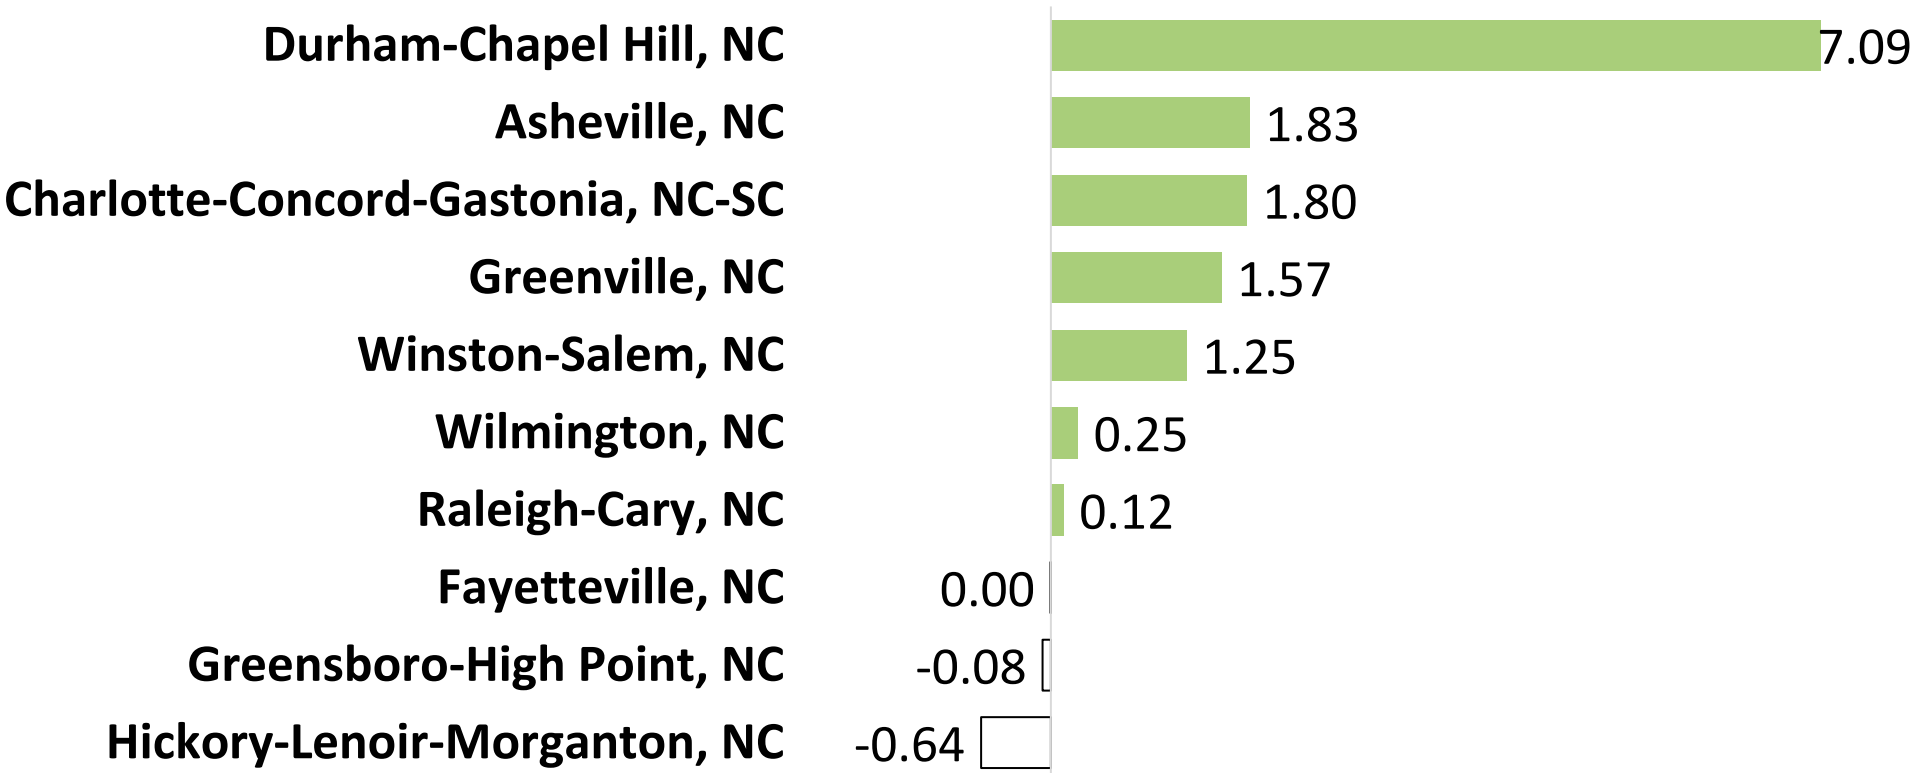 Durham-Chapel Hill, NC 7.09
Asheville, NC 1.83
Charlotte-Concord-Gastonia, NC-SC 1.80
Greenville, NC 1.57
Winston-Salem, NC 1.25
Wilmington, NC 0.25
Raleigh-Cary, NC 0.12
Fayetteville, NC 0.00
Greensboro-High Point, NC -0.08
Hickory-Lenoir-Morganton, NC -0.64